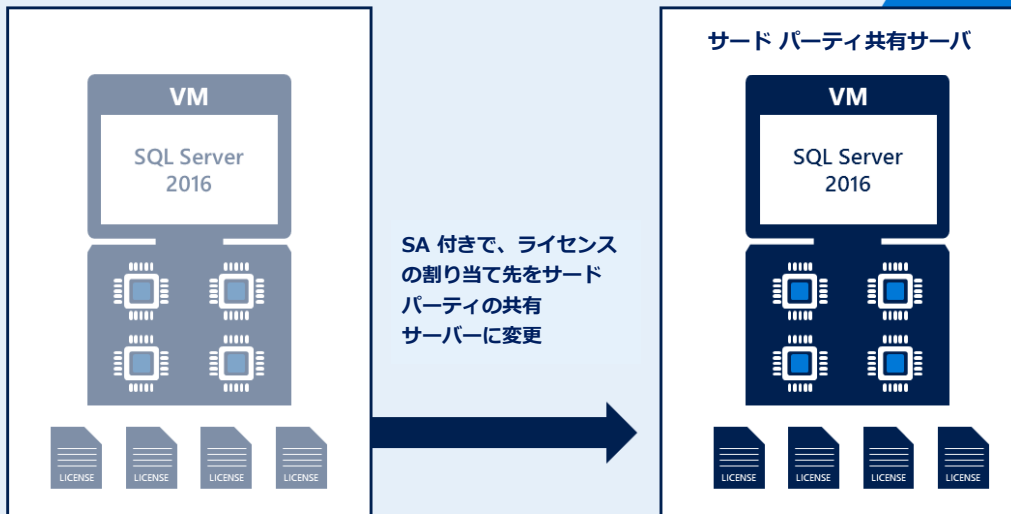 VM
SQL Server
2016
LICENSE
LICENSE
LICENSE
LICENSE
SA 付きで、ライセンス
の割り当て先をサード
パーティの共有
サーバーに変更
サード パーティ共有サーバ
VM
SQL Server
2016
LICENSE
LICENSE
LICENSE
LICENSE